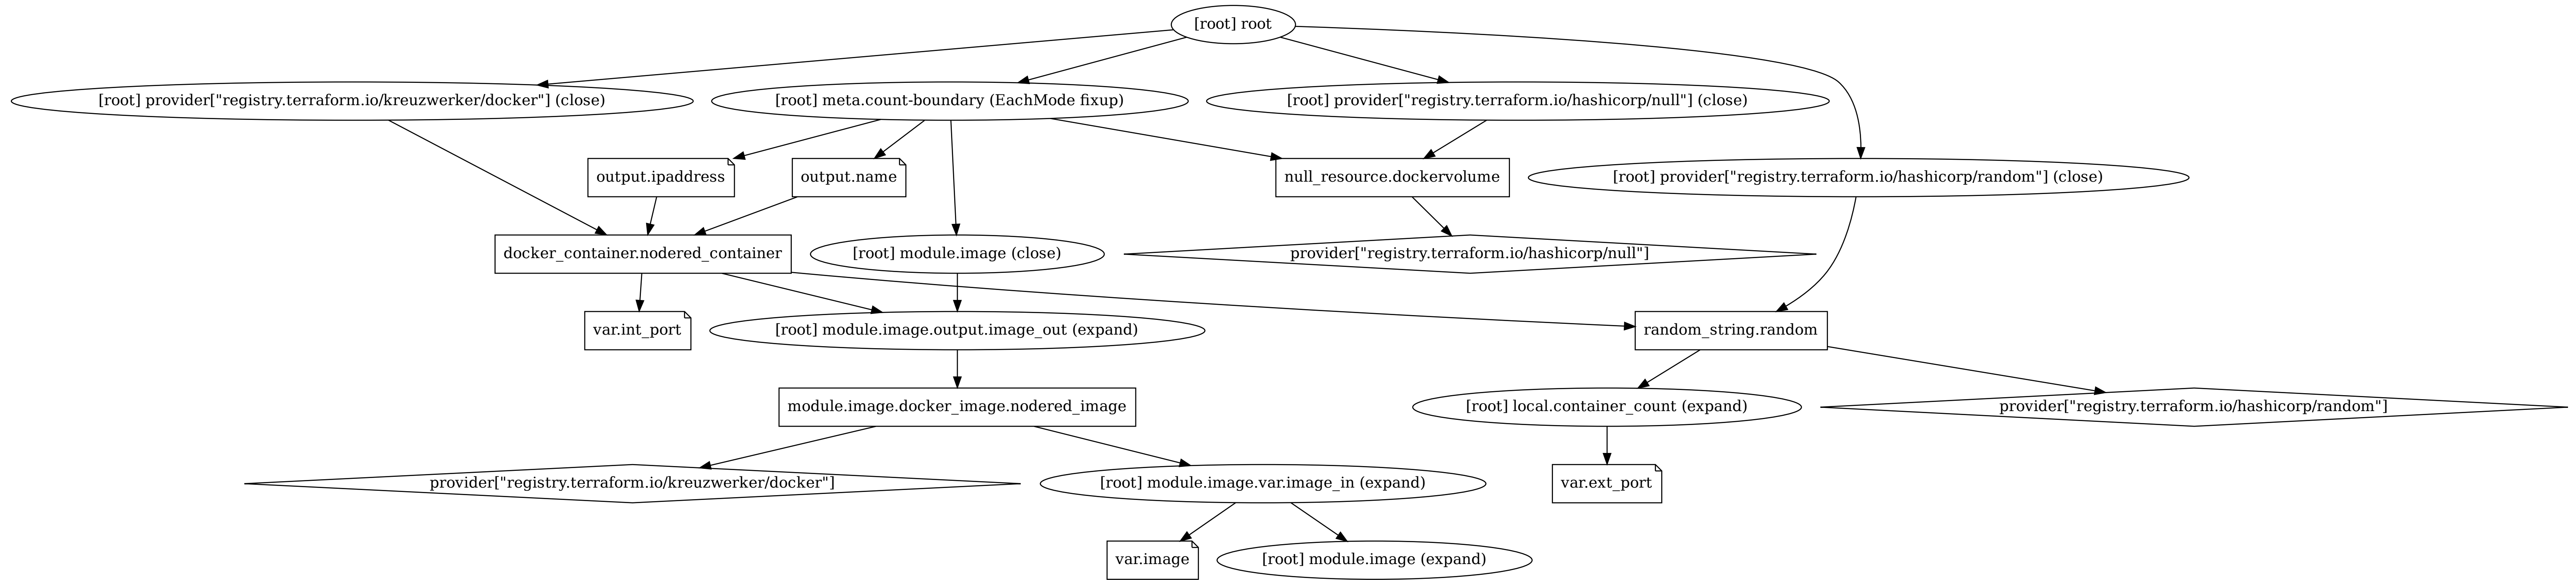 [root] root
[root] provider["registry.terraform.io/kreuzwerker/docker"] (close)
[root] meta.count-boundary (EachMode fixup)
[root] provider["registry.terraform.io/hashicorp/null"] (close)
output.ipaddress
output.name
null_resource.dockervolume
[root] provider["registry.terraform.io/hashicorp/random"] (close)
docker_container.nodered_container
[root] module.image (close)
provider["registry.terraform.io/hashicorp/null"]
var.int_port
[root] module.image.output.image_out (expand)
random_string.random
module.image.docker_image.nodered_image
[root] local.container_count (expand)
provider["registry.terraform.io/hashicorp/random"]
provider["registry.terraform.io/kreuzwerker/docker"]
[root] module.image.var.image_in (expand)
var.ext_port
var.image
[root] module.image (expand)